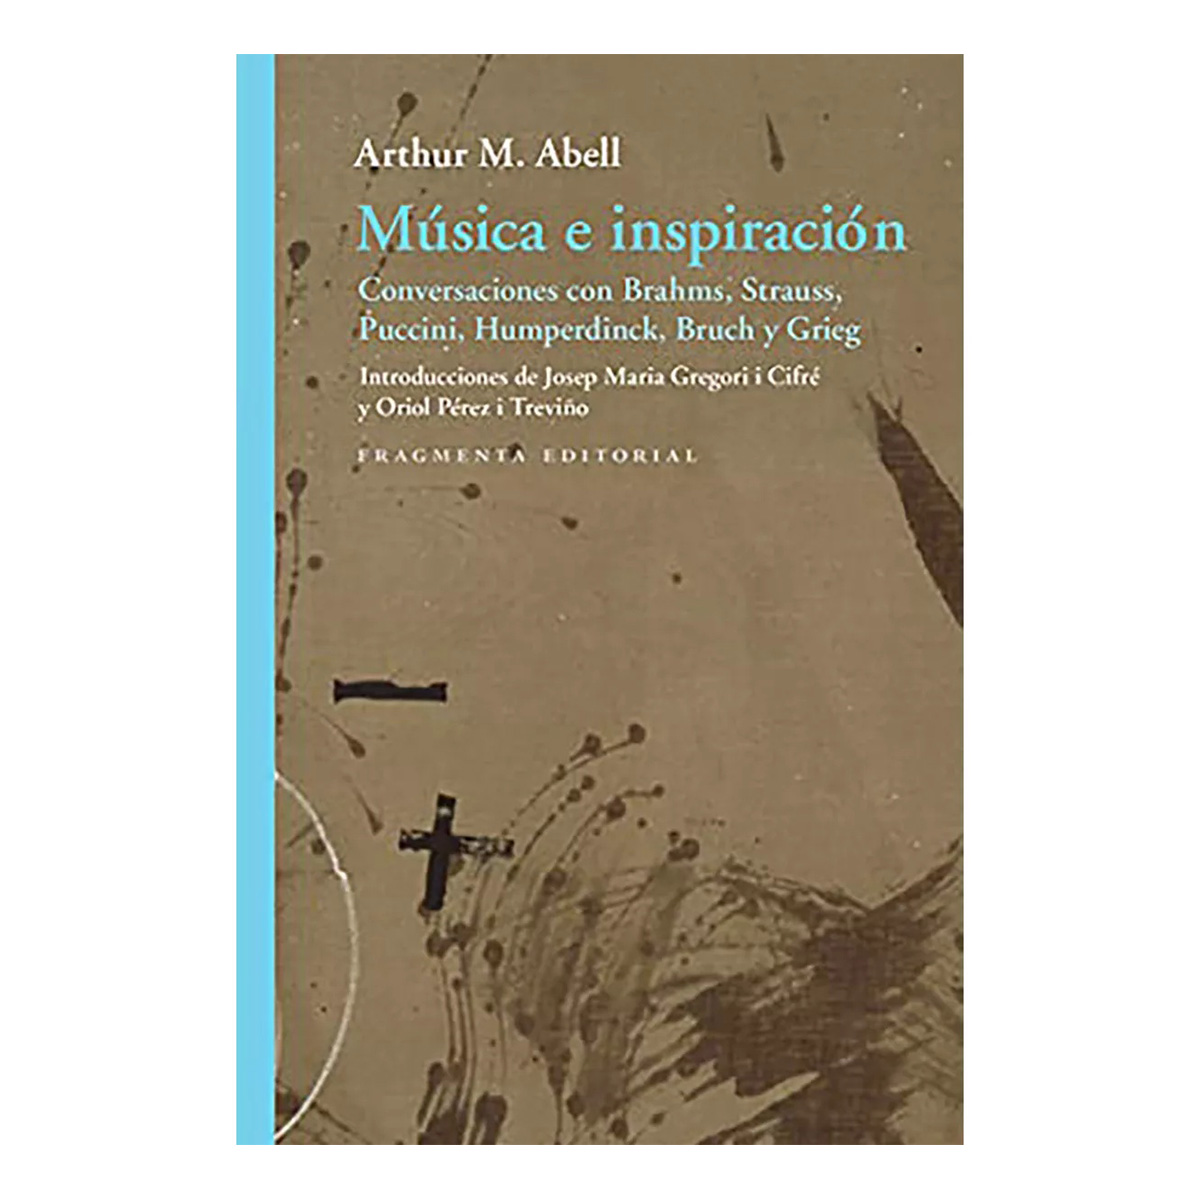 Arthur M. Abell
Música e inspiración
Conversaciones con Brahms, Strauss,
Puccini, Humperdinck, Bruch y Grieg
Introducciones de Josep Maria Gregori i Cifré
y Oriol Pérez i Treviño
FRAGMENTA EDITORIAL